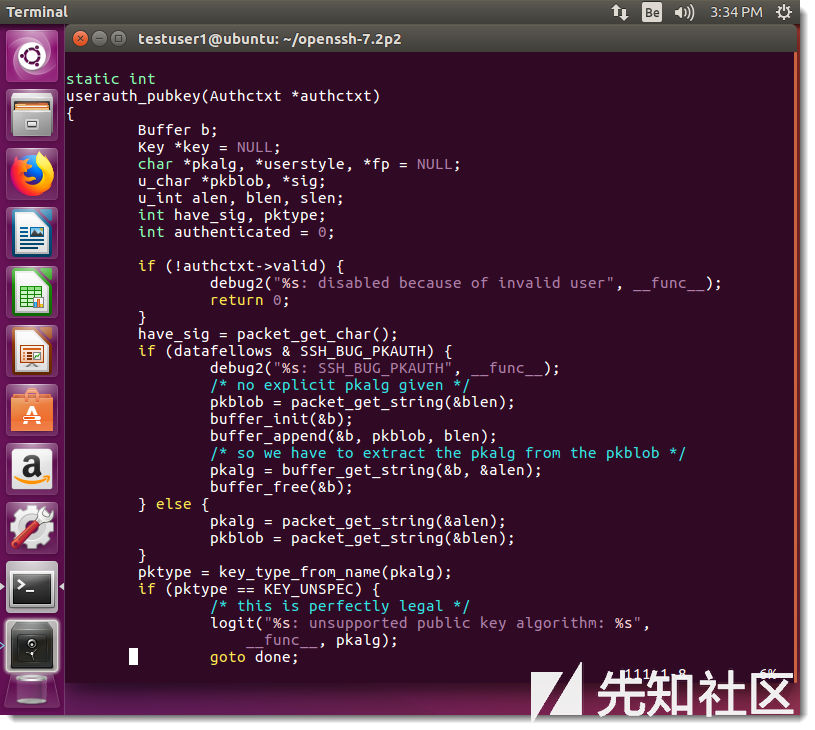 Terminal
Be
3:34 PM
testuser1@ubuntu: ~/openssh-7.2p2
static int
userauth_pubkey(Authctxt *authctxt)
{
        Buffer b;
        Key *key = NULL;
        char *pkalg, *userstyle, *fp = NULL;
        u_char *pkblob, *sig;
        u_int alen, blen, slen;
        int have_sig, pktype;
        int authenticated = 0;

        if (!authctxt->valid) {
                debug2("%s: disabled because of invalid user", __func__);
                return 0;
        }
        have_sig = packet_get_char();
        if (datafellows & SSH_BUG_PKAUTH) {
                debug2("%s: SSH_BUG_PKAUTH", __func__);
                /* no explicit pkalg given */
                pkblob = packet_get_string(&blen);
                buffer_init(&b);
                buffer_append(&b, pkblob, blen);
                /* so we have to extract the pkalg from the pkblob */
                pkalg = buffer_get_string(&b, &alen);
                buffer_free(&b);
        } else {
                pkalg = packet_get_string(&alen);
                pkblob = packet_get_string(&blen);
        }
        pktype = key_type_from_name(pkalg);
        if (pktype == KEY_UNSPEC) {
                /* this is perfectly legal */
                logit("%s: unsupported public key algorithm: %s",
                    __func__, pkalg);
                goto done;
6%
先知社区